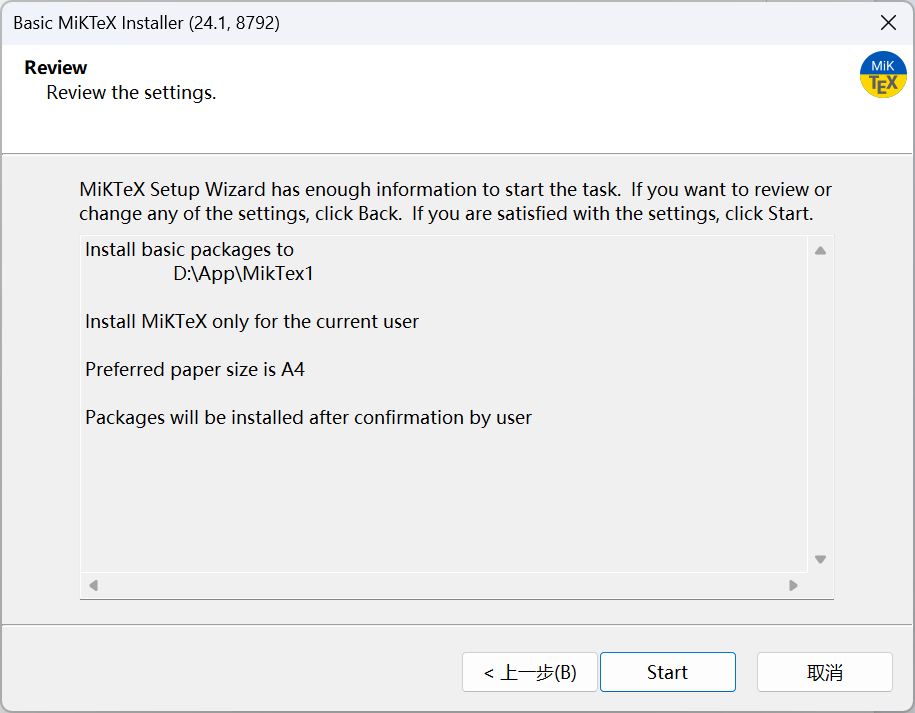 Basic MiKTeX Installer (24.1, 8792)
Review
Review the settings.
MiK
TEX
MiKTeX Setup Wizard has enough information to start the task.  If you want to review or
change any of the settings, click Back.  If you are satisfied with the settings, click Start.
Install basic packages to
D:\App\MikTex1
Install MiKTeX only for the current user
Preferred paper size is A4
Packages will be installed after confirmation by user
< 上一步(B)
Start
取消